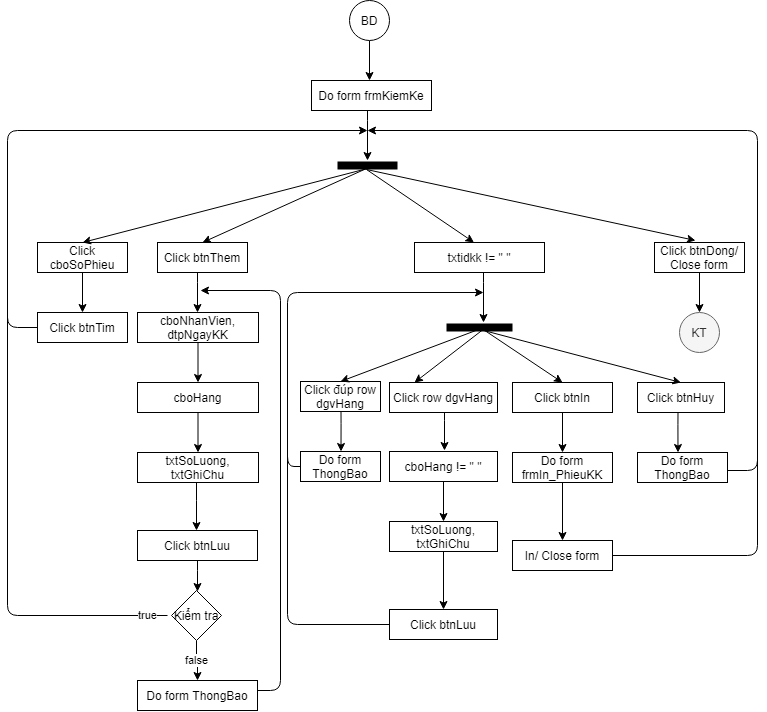 BD
Do form frmKiemKe
Click
cboSoPhieu
Click btnThem
txtidkk != " "
Click btnDong/
Close form
Click btnTim
cboNhanVien,
dtpNgayKK
KT
cboHang
Click đúp row
dgvHang
Click row dgvHang
Click btnIn
Click btnHuy
txtSoLuong,
txtGhiChu
Do form
ThongBao
cboHang != " "
Do form
frmIn_PhieuKK
Do form
ThongBao
txtSoLuong,
txtGhiChu
Click btnLuu
In/ Close form
true
Kiểm tra
Click btnLuu
false
Do form ThongBao